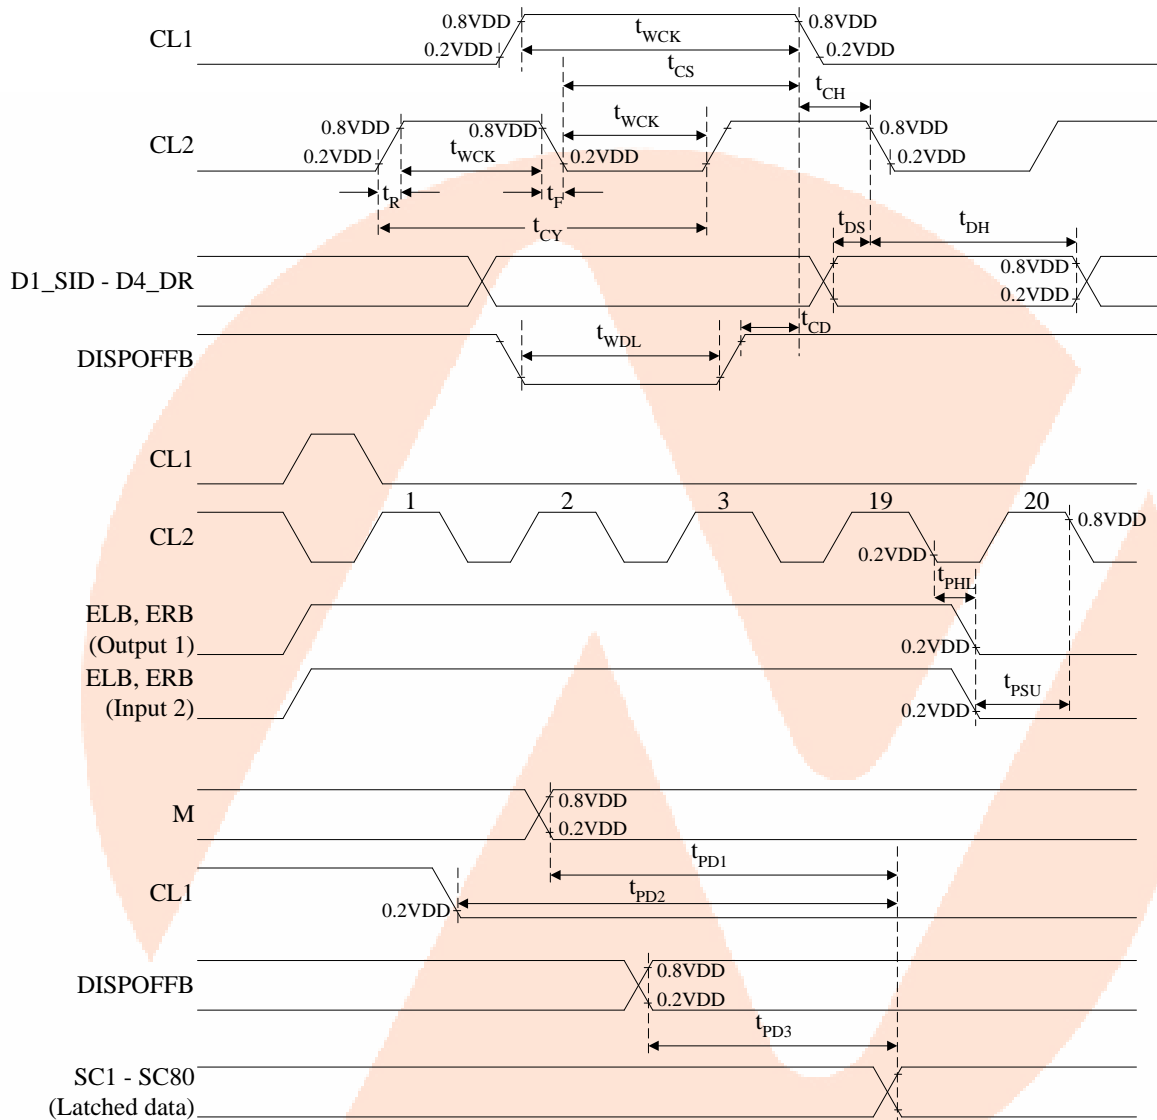 CL1
0.8VDD
0.2VDD
tWCK
0.8VDD
0.2VDD
tCS
tCH
CL2
0.8VDD
0.2VDD
tWCK
0.8VDD
0.2VDD
tWCK
0.8VDD
0.2VDD
tR
tF
tCY
tDS
tDH
D1_SID - D4_DR
0.8VDD
0.2VDD
DISPOFFB
tWDL
tCD
CL1
CL2
1
2
3
19
20
0.8VDD
0.2VDD
tPHL
ELB, ERB
(Output 1)
0.2VDD
ELB, ERB
(Input 2)
0.2VDD
tPSU
M
0.8VDD
0.2VDD
tPD1
CL1
0.2VDD
tPD2
DISPOFFB
0.8VDD
0.2VDD
tPD3
SC1 - SC80
(Latched data)